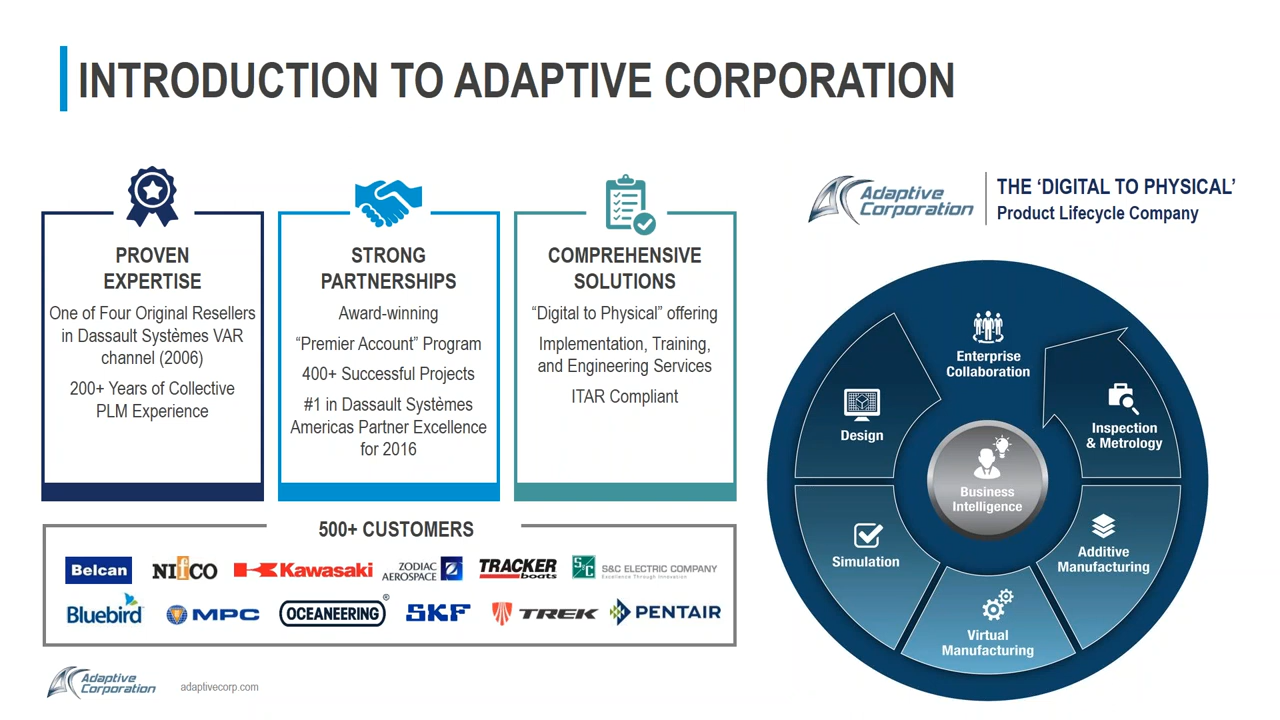 INTRODUCTION TO ADAPTIVE CORPORATION
PROVEN
EXPERTISE
One of Four Original Resellers
in Dassault Systèmes VAR
channel (2006)
200+ Years of Collective
PLM Experience
STRONG
PARTNERSHIPS
Award-winning
“Premier Account” Program
400+ Successful Projects
#1 in Dassault Systèmes
Americas Partner Excellence
for 2016
COMPREHENSIVE
SOLUTIONS
“Digital to Physical” offering
Implementation, Training,
and Engineering Services
ITAR Compliant
500+ CUSTOMERS
Belcan
NIfCO
Kawasaki
ZODIAC
AEROSPACE
TRACKER
boats
S&C
S&C ELECTRIC COMPANY
Excellence Through Innovation
Bluebird
MPC
OCEANEERING®
SKF
TREK
PENTAIR
Adaptive
Corporation
THE ‘DIGITAL TO PHYSICAL’
Product Lifecycle Company
Enterprise
Collaboration
Design
Inspection
& Metrology
Business
Intelligence
Simulation
Additive
Manufacturing
Virtual
Manufacturing
Adaptive
Corporation
adaptivecorp.com